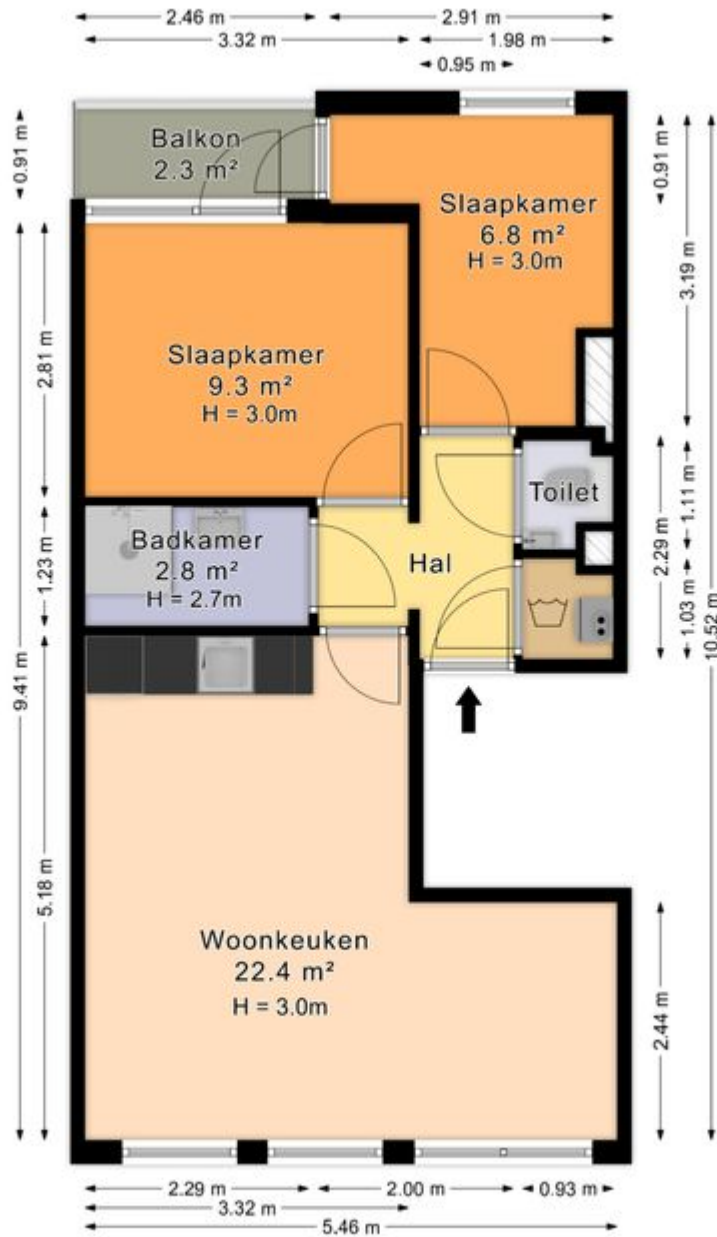 2.46 m
2.91 m
3.32 m
1.98 m
0.95 m
Balkon
2.3 m²
0.91 m
0.91 m
Slaapkamer
6.8 m²
H = 3.0m
3.19 m
Slaapkamer
9.3 m²
H = 3.0m
2.81 m
Toilet
1.11 m
2.29 m
Badkamer
2.8 m²
H = 2.7m
1.23 m
Hal
1.03 m
10.52 m
9.41 m
5.18 m
Woonkeuken
22.4 m²
H = 3.0m
2.44 m
2.29 m
2.00 m
0.93 m
3.32 m
5.46 m